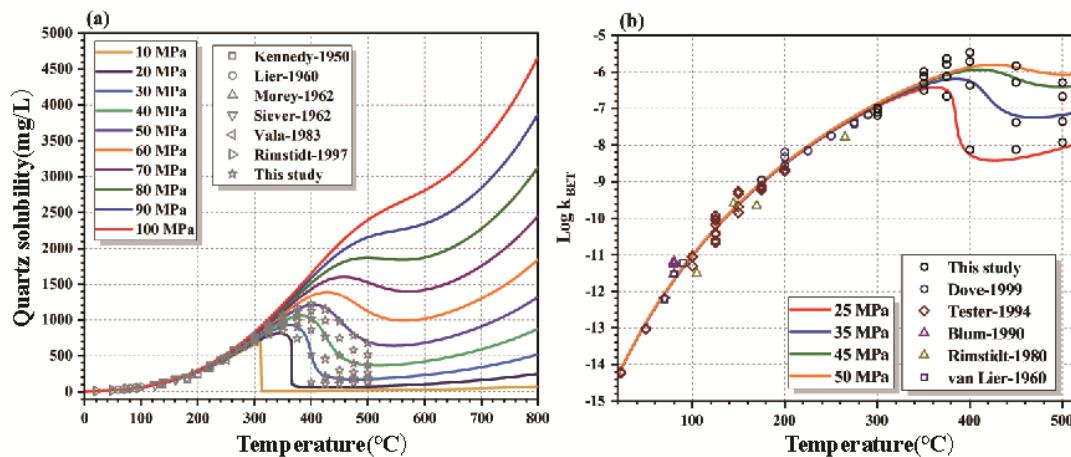 (a)
Quartz solubility(mg/L)
5000
4500
4000
3500
3000
2500
2000
1500
1000
500
0
10 MPa
20 MPa
30 MPa
40 MPa
50 MPa
60 MPa
70 MPa
80 MPa
90 MPa
100 MPa
Kennedy-1950
Lier-1960
Morey-1962
Siever-1962
Vala-1983
Rimstidt-1997
This study
0 100 200 300 400 500 600 700 800
Temperature(°C)
(b)
Log k_BET
-5
-6
-7
-8
-9
-10
-11
-12
-13
-14
-15
25 MPa
35 MPa
45 MPa
50 MPa
This study
Dove-1999
Tester-1994
Blum-1990
Rimstidt-1980
van Lier-1960
100 200 300 400 500
Temperature(°C)